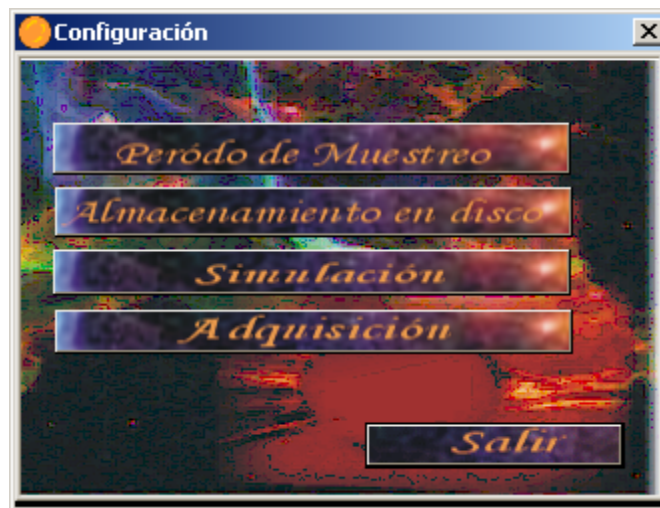 Configuración
Peródo de Muestreo
Almacenamiento en disco
Simulación
Adquisición
Salir